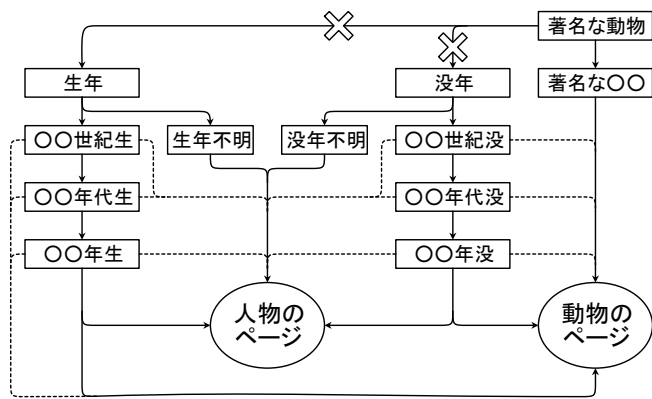 著名な動物
生年
没年
著名な〇〇
〇〇世紀生
生年不明
没年不明
〇〇世紀没
〇〇年代生
〇〇年代没
〇〇年生
〇〇年没
人物の
ページ
動物の
ページ